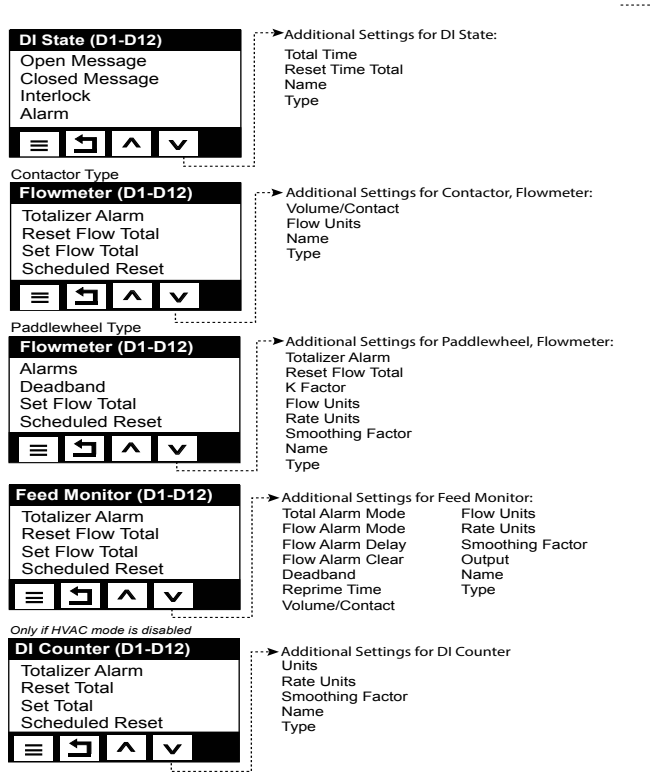 DI State (D1-D12)
Open Message
Closed Message
Interlock
Alarm
Additional Settings for DI State:
Total Time
Reset Time Total
Name
Type
Contactor Type
Flowmeter (D1-D12)
Totalizer Alarm
Reset Flow Total
Set Flow Total
Scheduled Reset
Additional Settings for Contactor, Flowmeter:
Volume/Contact
Flow Units
Name
Type
Paddlewheel Type
Flowmeter (D1-D12)
Alarms
Deadband
Set Flow Total
Scheduled Reset
Additional Settings for Paddlewheel, Flowmeter:
Totalizer Alarm
Reset Flow Total
K Factor
Flow Units
Rate Units
Smoothing Factor
Name
Type
Feed Monitor (D1-D12)
Totalizer Alarm
Reset Flow Total
Set Flow Total
Scheduled Reset
Additional Settings for Feed Monitor:
Total Alarm Mode
Flow Alarm Mode
Flow Alarm Delay
Flow Alarm Clear
Deadband
Reprime Time
Volume/Contact
Flow Units
Rate Units
Smoothing Factor
Output
Name
Type
Only if HVAC mode is disabled
DI Counter (D1-D12)
Totalizer Alarm
Reset Total
Set Total
Scheduled Reset
Additional Settings for DI Counter
Units
Rate Units
Smoothing Factor
Name
Type